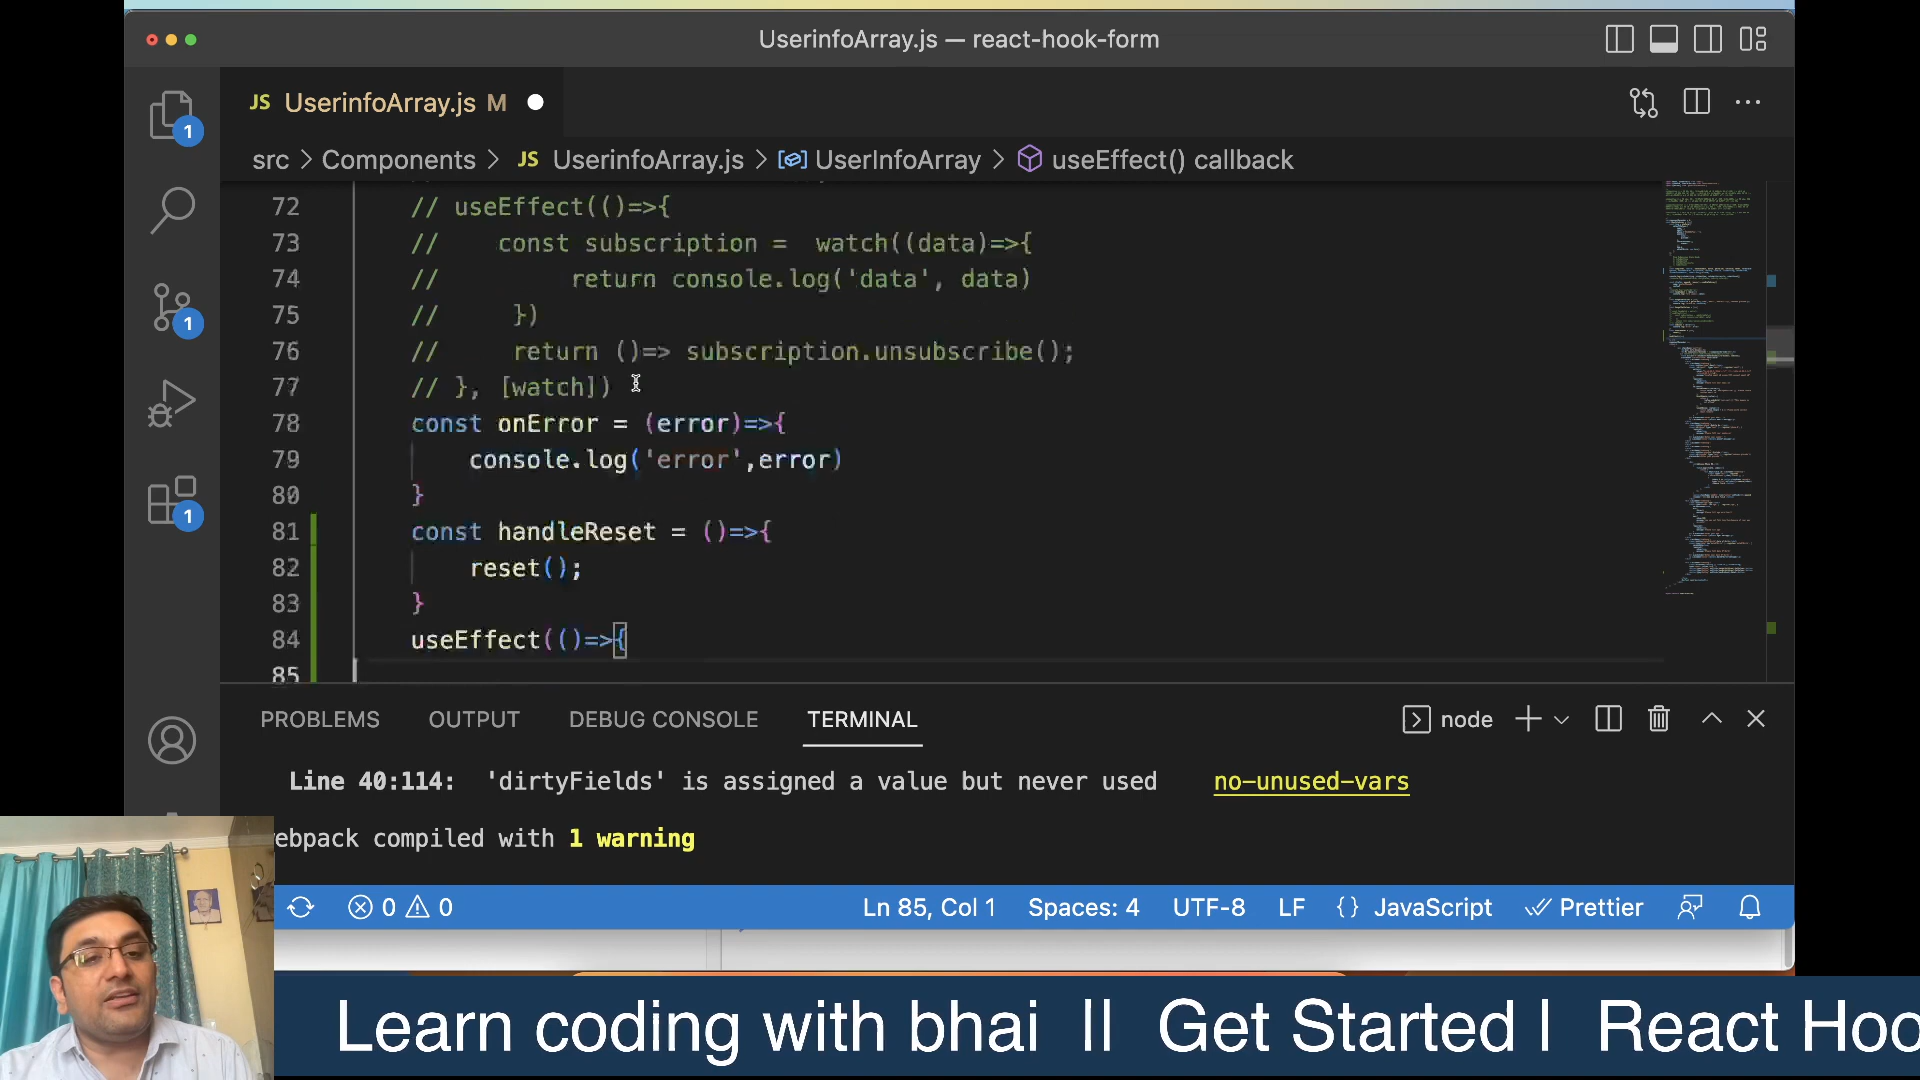 UserinfoArray.js — react-hook-form
JS UserinfoArray.js M
src > Components > JS UserinfoArray.js > UserInfoArray > useEffect() callback
1
1
1
72 // useEffect(()=>{
73 //    const subscription =  watch((data)=>{
74 //         return console.log('data', data)
75 //     })
76 //     return ()=> subscription.unsubscribe();
77 // }, [watch])
78 const onError = (error)=>{
79     console.log('error',error)
80 }
81 const handleReset = ()=>{
82     reset();
83 }
84 useEffect(()=>{
85
PROBLEMS OUTPUT DEBUG CONSOLE TERMINAL node
Line 40:114:  'dirtyFields' is assigned a value but never used  no-unused-vars
ebpack compiled with 1 warning
0 0 Ln 85, Col 1 Spaces: 4 UTF-8 LF {} JavaScript Prettier
Learn coding with bhai || Get Started | React Hoo